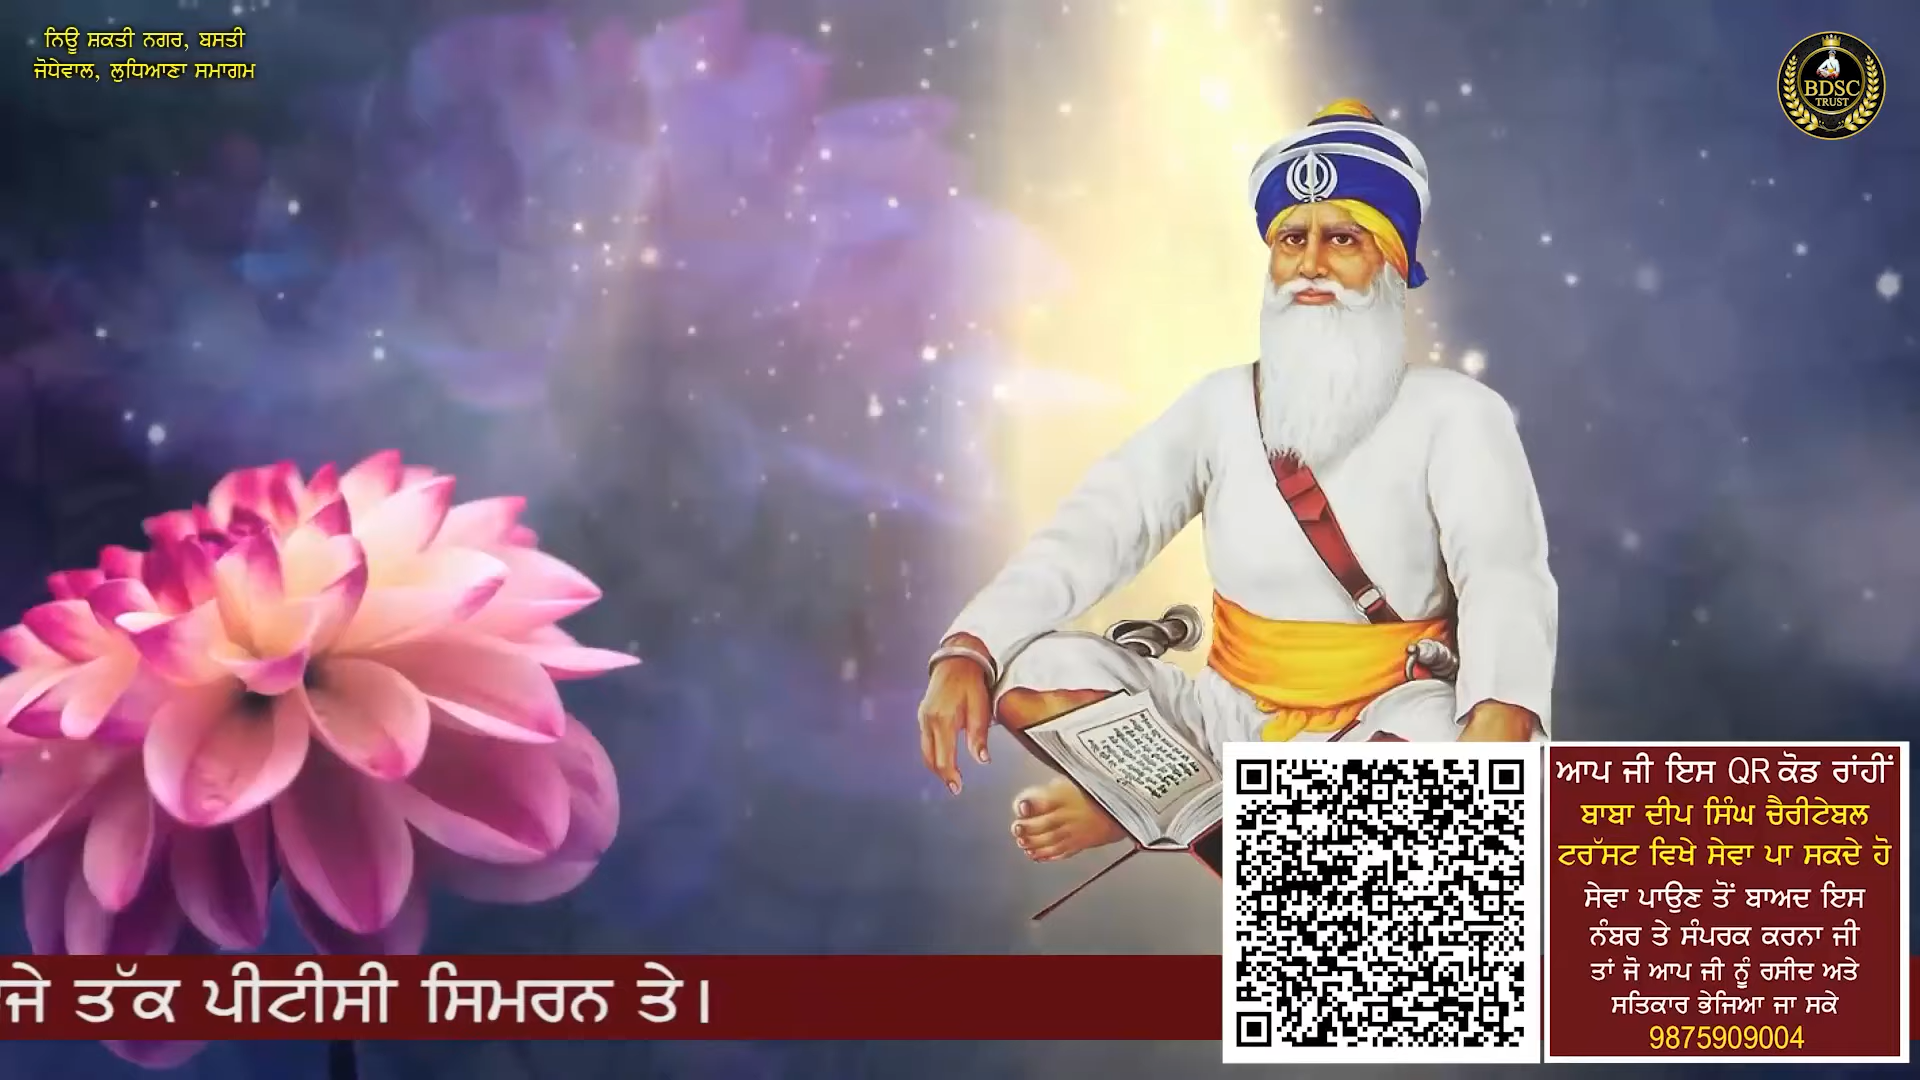 ਨਿਊ ਸ਼ਕਤੀ ਨਗਰ, ਬਸਤੀ
ਜੋਧੇਵਾਲ, ਲੁਧਿਆਣਾ ਸਮਾਗਮ
BDSC
TRUST
ਆਪ ਜੀ ਇਸ QR ਕੋਡ ਰਾਂਹੀਂ
ਬਾਬਾ ਦੀਪ ਸਿੰਘ ਚੈਰੀਟੇਬਲ
ਟਰੱਸਟ ਵਿਖੇ ਸੇਵਾ ਪਾ ਸਕਦੇ ਹੋ
ਸੇਵਾ ਪਾਉਣ ਤੋਂ ਬਾਅਦ ਇਸ
ਨੰਬਰ ਤੇ ਸੰਪਰਕ ਕਰਨਾ ਜੀ
ਤਾਂ ਜੋ ਆਪ ਜੀ ਨੂੰ ਰਸੀਦ ਅਤੇ
ਸਤਿਕਾਰ ਭੇਜਿਆ ਜਾ ਸਕੇ
9875909004
ਜੇ ਤੱਕ ਪੀਟੀਸੀ ਸਿਮਰਨ ਤੇ।